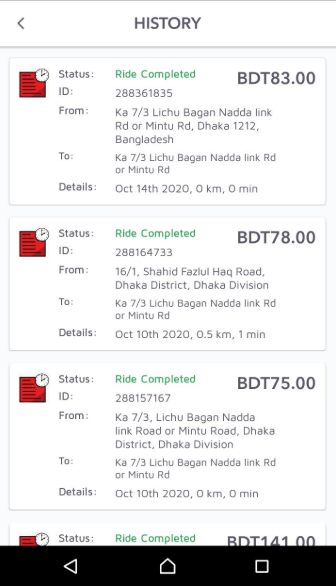 HISTORY
Status: Ride Completed BDT83.00
ID: 288361835
From: Ka 7/3 Lichu Bagan Nadda link
Rd or Mintu Rd, Dhaka 1212,
Bangladesh
To: Ka 7/3 Lichu Bagan Nadda link Rd
or Mintu Rd
Details: Oct 14th 2020, 0 km, 0 min
Status: Ride Completed BDT78.00
ID: 288164733
From: 16/1, Shahid Fazlul Haq Road,
Dhaka District, Dhaka Division
To: Ka 7/3 Lichu Bagan Nadda link Rd
or Mintu Rd
Details: Oct 10th 2020, 0.5 km, 1 min
Status: Ride Completed BDT75.00
ID: 288157167
From: Ka 7/3, Lichu Bagan Nadda
link Road or Mintu Road, Dhaka
District, Dhaka Division
To: Ka 7/3 Lichu Bagan Nadda link Rd
or Mintu Rd
Details: Oct 10th 2020, 0 km, 0 min
Status: Ride Completed BDT141.00